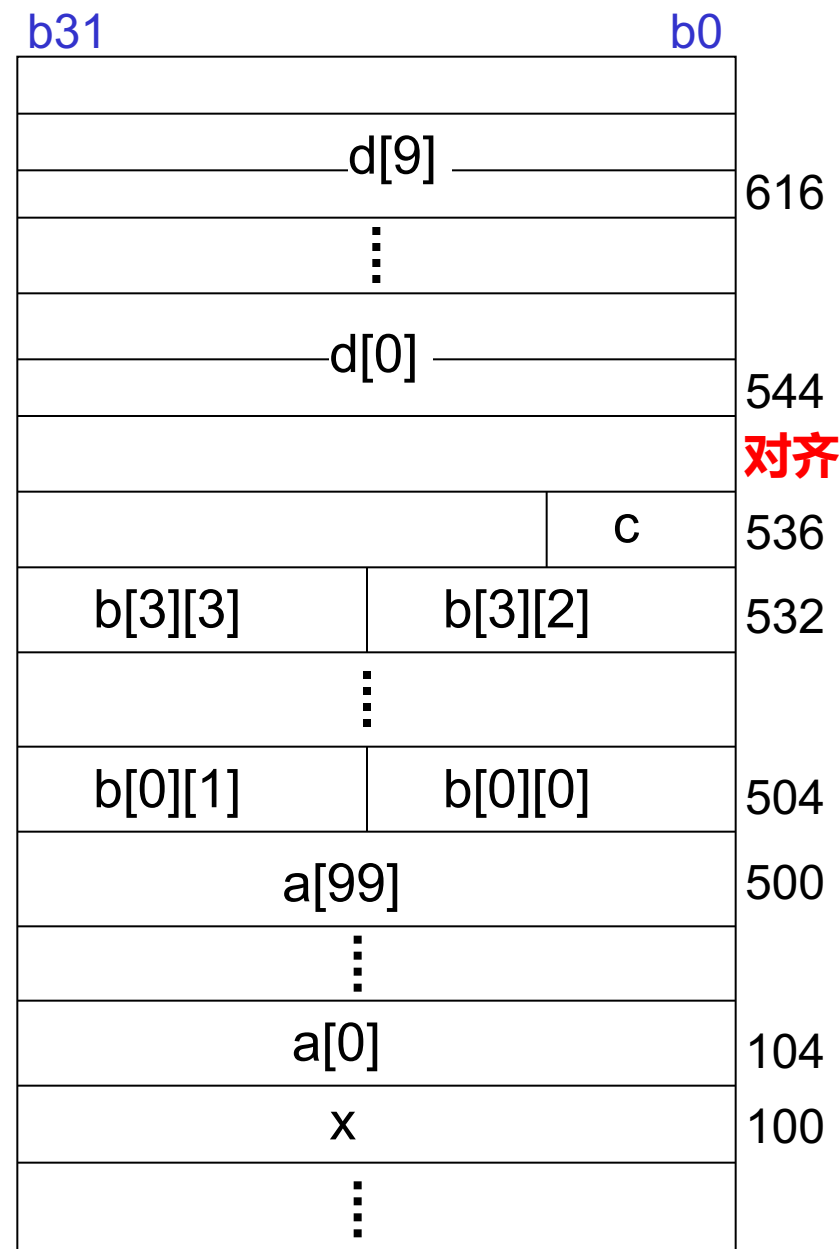 b31 b0
d[9]
616
d[0]
544
对齐
c 536
b[3][3] b[3][2] 532
b[0][1] b[0][0] 504
a[99] 500
a[0] 104
x 100